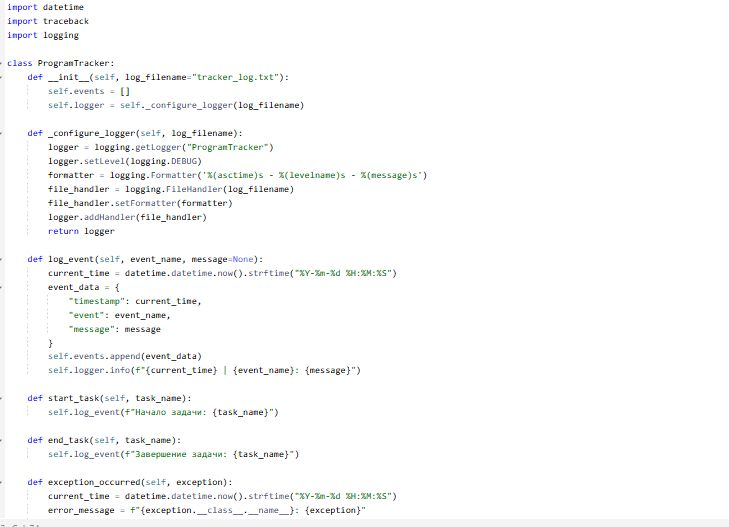 import datetime
import traceback
import logging
class ProgramTracker:
    def __init__(self, log_filename="tracker_log.txt"):
        self.events = []
        self.logger = self._configure_logger(log_filename)
    def _configure_logger(self, log_filename):
        logger = logging.getLogger("ProgramTracker")
        logger.setLevel(logging.DEBUG)
        formatter = logging.Formatter('%(asctime)s - %(levelname)s - %(message)s')
        file_handler = logging.FileHandler(log_filename)
        file_handler.setFormatter(formatter)
        logger.addHandler(file_handler)
        return logger
    def log_event(self, event_name, message=None):
        current_time = datetime.datetime.now().strftime("%Y-%m-%d %H:%M:%S")
        event_data = {
            "timestamp": current_time,
            "event": event_name,
            "message": message
        }
        self.events.append(event_data)
        self.logger.info(f"{current_time} | {event_name}: {message}")
    def start_task(self, task_name):
        self.log_event(f"Начало задачи: {task_name}")
    def end_task(self, task_name):
        self.log_event(f"Завершение задачи: {task_name}")
    def exception_occurred(self, exception):
        current_time = datetime.datetime.now().strftime("%Y-%m-%d %H:%M:%S")
        error_message = f"{exception.__class__.__name__}: {exception}"